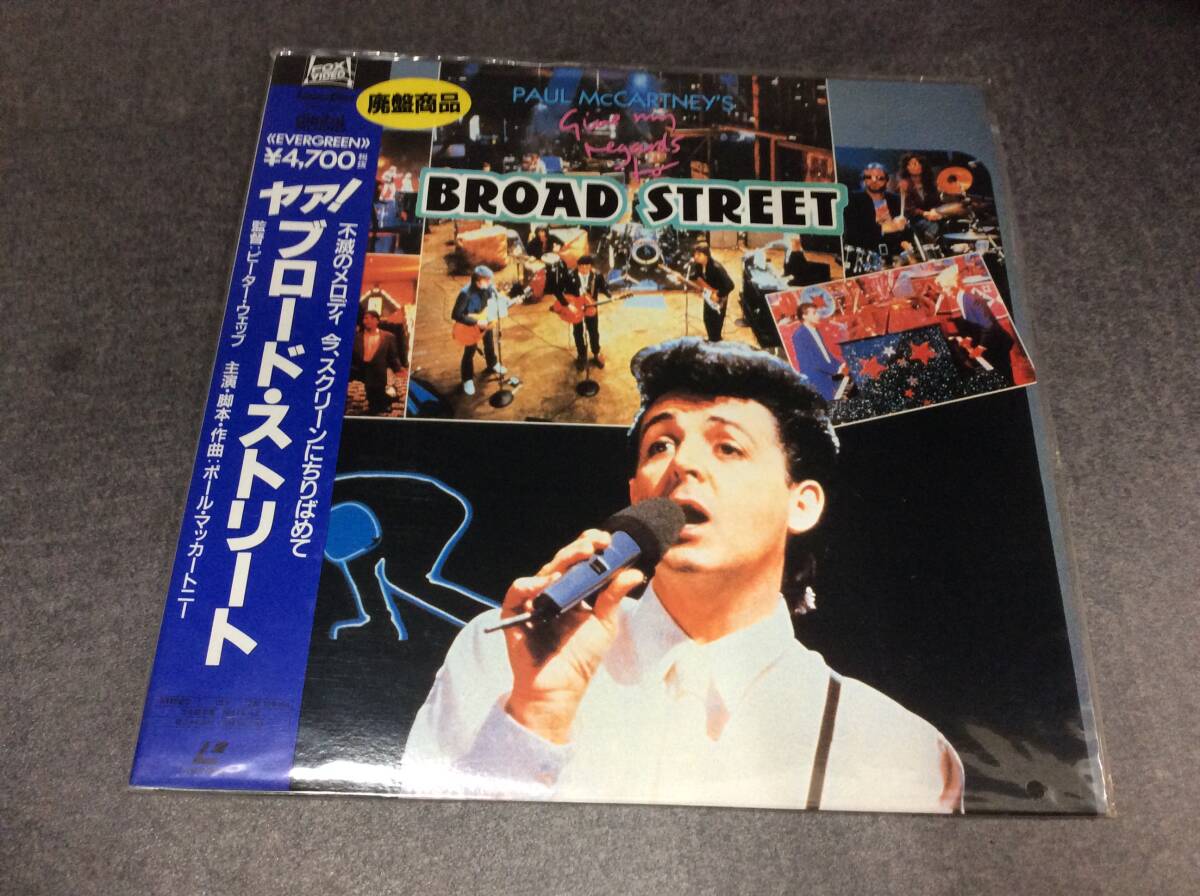 FOX
VIDEO
廃盤商品
《EVERGREEN》
¥4,700
税抜
ヤァ!ブロード・ストリート
不滅のメロディ 今、スクリーンにちりばめて
監督:ピーター・ウェッブ 主演・脚本・作曲:ポール・マッカートニー
PAUL McCARTNEY'S
Give my
regards
to
BROAD STREET